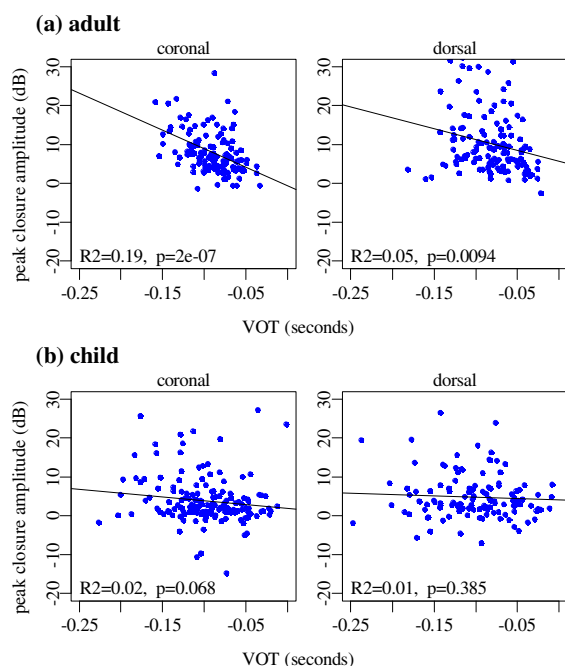 (a) adult
coronal
dorsal
peak closure amplitude (dB)
30
20
10
0
-10
-20
30
20
10
0
-10
-20
R2=0.19, p=2e-07
R2=0.05, p=0.0094
-0.25 -0.15 -0.05
-0.25 -0.15 -0.05
VOT (seconds)
(b) child
coronal
dorsal
peak closure amplitude (dB)
30
20
10
0
-10
-20
30
20
10
0
-10
-20
R2=0.02, p=0.068
R2=0.01, p=0.385
-0.25 -0.15 -0.05
-0.25 -0.15 -0.05
VOT (seconds)